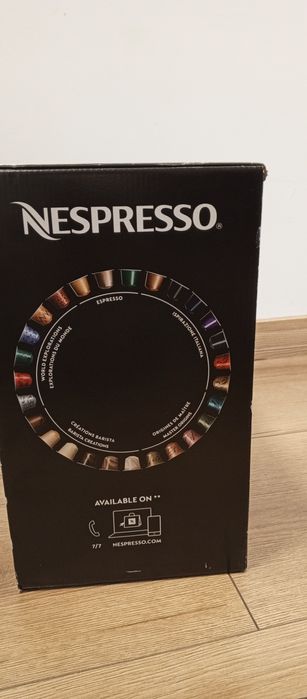 NESPRESSO®
ESPRESSO
ISPIRAZIONE ITALIANA
WORLD EXPLORATIONS
EXPLORATIONS DU MONDE
CRÉATIONS BARISTA
BARISTA CREATIONS
ORIGINES DE MAÎTRE
MASTER ORIGINS
AVAILABLE ON **
N
7/7 NESPRESSO.COM